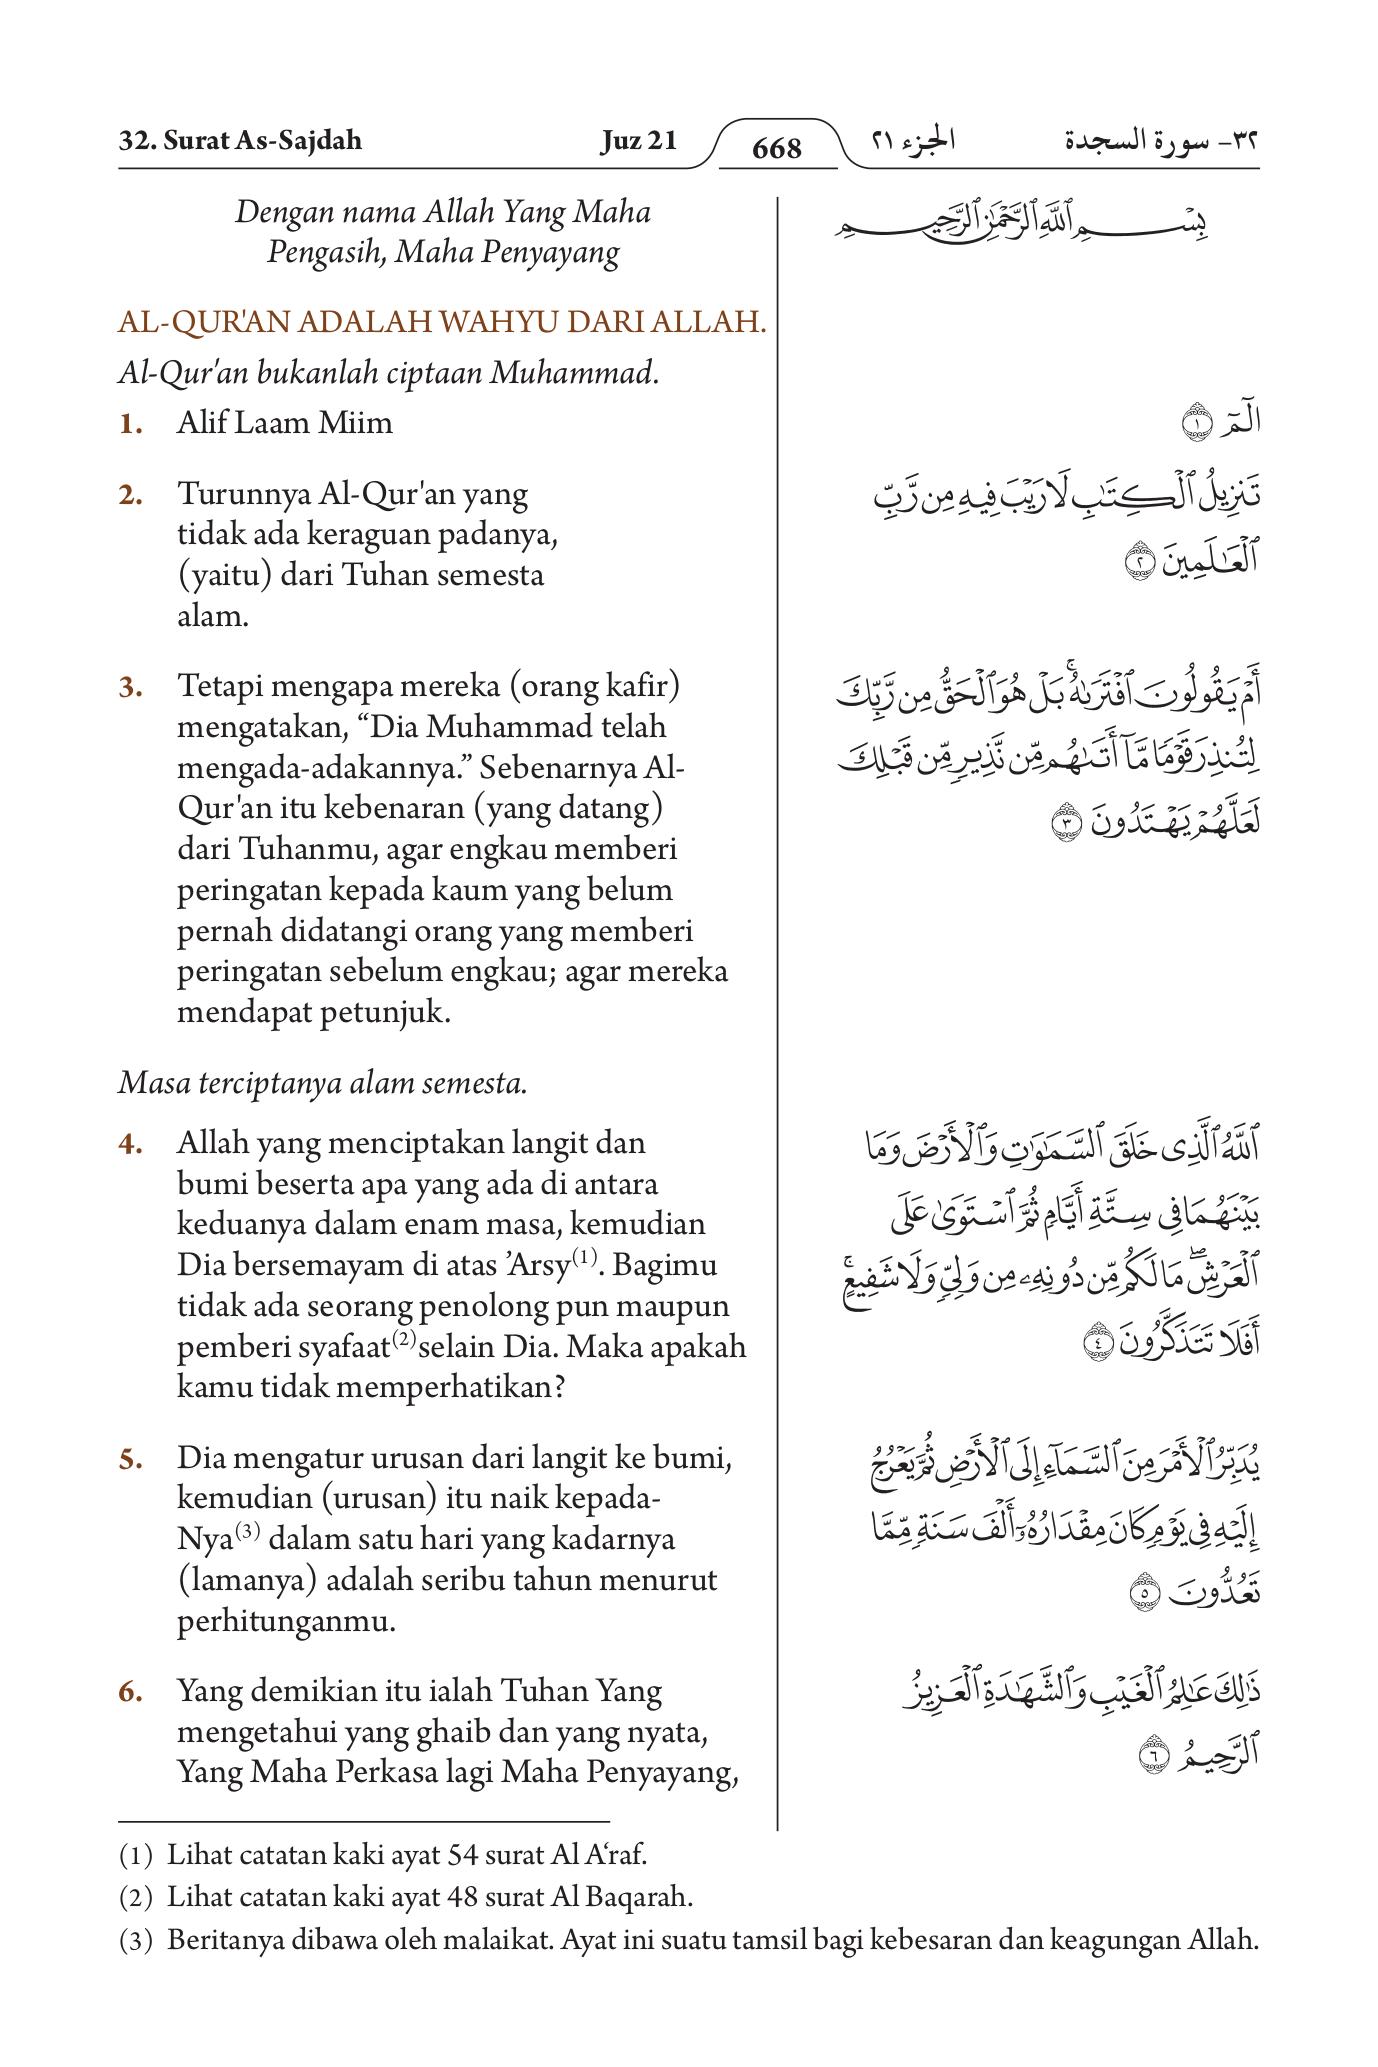 32. Surat As-Sajdah Juz 21 668 الجزء ٢١ ٣٢- سورة السجدة
Dengan nama Allah Yang Maha
Pengasih, Maha Penyayang
AL-QUR'AN ADALAH WAHYU DARI ALLAH.
Al-Qur'an bukanlah ciptaan Muhammad.
1. Alif Laam Miim
2. Turunnya Al-Qur'an yang
tidak ada keraguan padanya,
(yaitu) dari Tuhan semesta
alam.
3. Tetapi mengapa mereka (orang kafir)
mengatakan, “Dia Muhammad telah
mengada-adakannya.” Sebenarnya Al-
Qur'an itu kebenaran (yang datang)
dari Tuhanmu, agar engkau memberi
peringatan kepada kaum yang belum
pernah didatangi orang yang memberi
peringatan sebelum engkau; agar mereka
mendapat petunjuk.
Masa terciptanya alam semesta.
4. Allah yang menciptakan langit dan
bumi beserta apa yang ada di antara
keduanya dalam enam masa, kemudian
Dia bersemayam di atas ’Arsy(1). Bagimu
tidak ada seorang penolong pun maupun
pemberi syafaat(2)selain Dia. Maka apakah
kamu tidak memperhatikan?
5. Dia mengatur urusan dari langit ke bumi,
kemudian (urusan) itu naik kepada-
Nya(3) dalam satu hari yang kadarnya
(lamanya) adalah seribu tahun menurut
perhitunganmu.
6. Yang demikian itu ialah Tuhan Yang
mengetahui yang ghaib dan yang nyata,
Yang Maha Perkasa lagi Maha Penyayang,
بِسْمِ ٱللَّهِ ٱلرَّحْمَٰنِ ٱلرَّحِيمِ
الٓمٓ ١
تَنزِيلُ ٱلْكِتَٰبِ لَا رَيْبَ فِيهِ مِن رَّبِّ
ٱلْعَٰلَمِينَ ٢
أَمْ يَقُولُونَ ٱفْتَرَىٰهُۚ بَلْ هُوَ ٱلْحَقُّ مِن رَّبِّكَ
لِتُنذِرَ قَوْمًا مَّآ أَتَىٰهُم مِّن نَّذِيرٍ مِّن قَبْلِكَ
لَعَلَّهُمْ يَهْتَدُونَ ٣
ٱللَّهُ ٱلَّذِى خَلَقَ ٱلسَّمَٰوَٰتِ وَٱلْأَرْضَ وَمَا
بَيْنَهُمَا فِى سِتَّةِ أَيَّامٍ ثُمَّ ٱسْتَوَىٰ عَلَى
ٱلْعَرْشِۖ مَا لَكُم مِّن دُونِهِۦ مِن وَلِىٍّ وَلَا شَفِيعٍۚ
أَفَلَا تَتَذَكَّرُونَ ٤
يُدَبِّرُ ٱلْأَمْرَ مِنَ ٱلسَّمَآءِ إِلَى ٱلْأَرْضِ ثُمَّ يَعْرُجُ
إِلَيْهِ فِى يَوْمٍ كَانَ مِقْدَارُهُۥٓ أَلْفَ سَنَةٍ مِّمَّا
تَعُدُّونَ ٥
ذَٰلِكَ عَٰلِمُ ٱلْغَيْبِ وَٱلشَّهَٰدَةِ ٱلْعَزِيزُ
ٱلرَّحِيمُ ٦
(1) Lihat catatan kaki ayat 54 surat Al A‘raf.
(2) Lihat catatan kaki ayat 48 surat Al Baqarah.
(3) Beritanya dibawa oleh malaikat. Ayat ini suatu tamsil bagi kebesaran dan keagungan Allah.